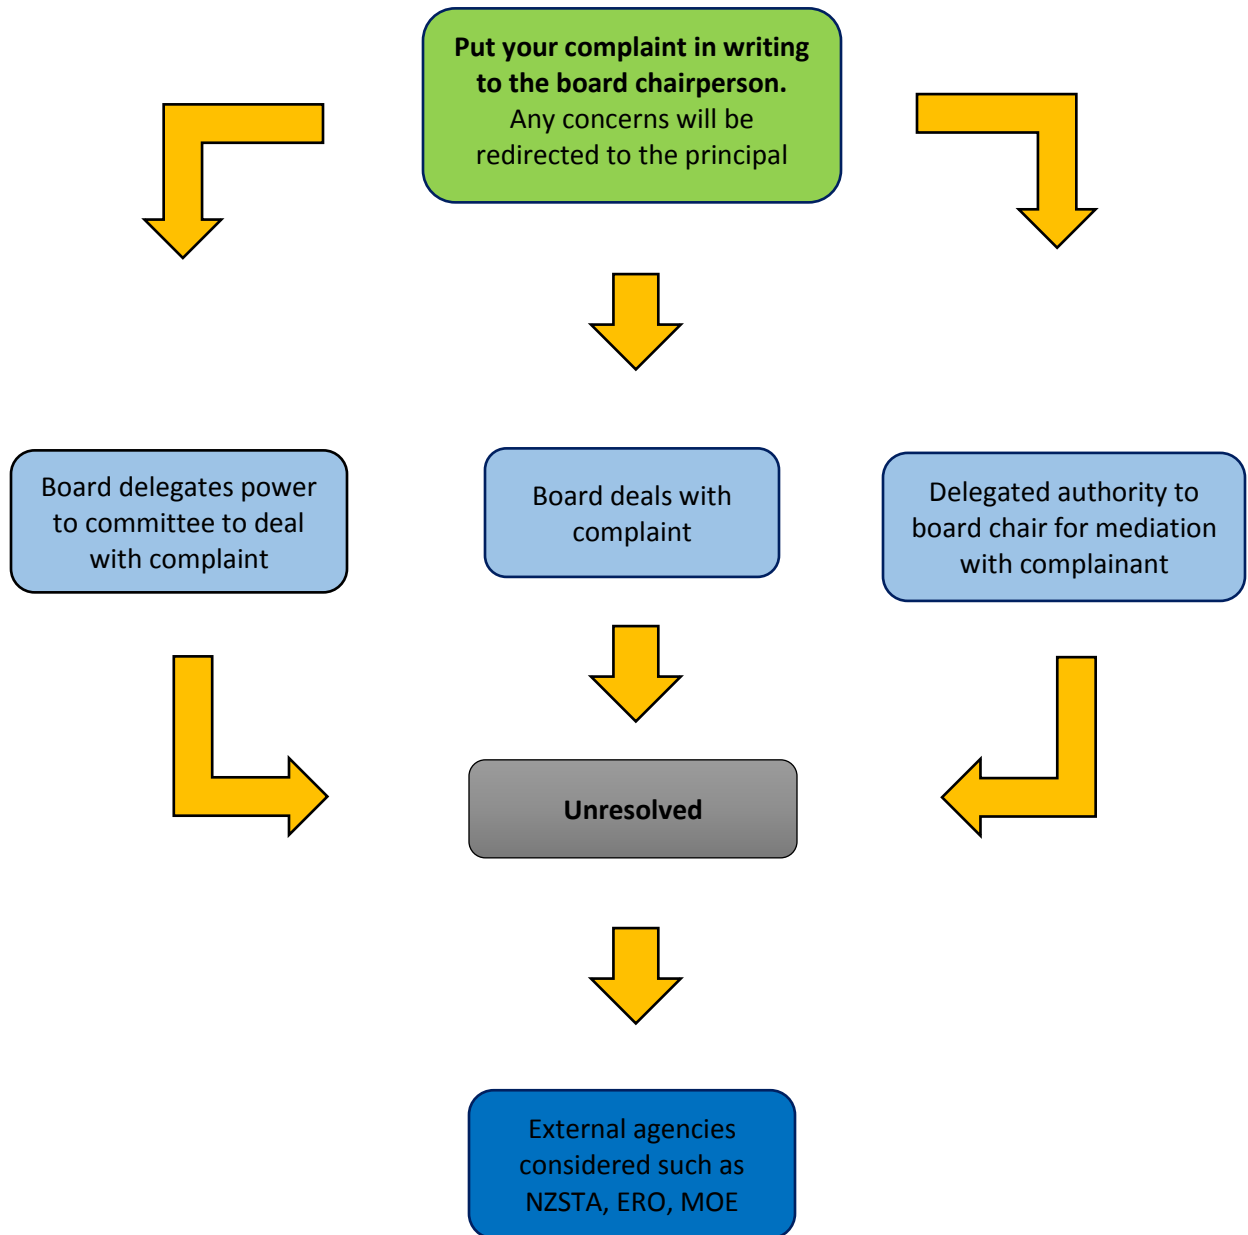 Put your complaint in writing
to the board chairperson.
Any concerns will be
redirected to the principal
Board delegates power
to committee to deal
with complaint
Board deals with
complaint
Delegated authority to
board chair for mediation
with complainant
Unresolved
External agencies
considered such as
NZSTA, ERO, MOE